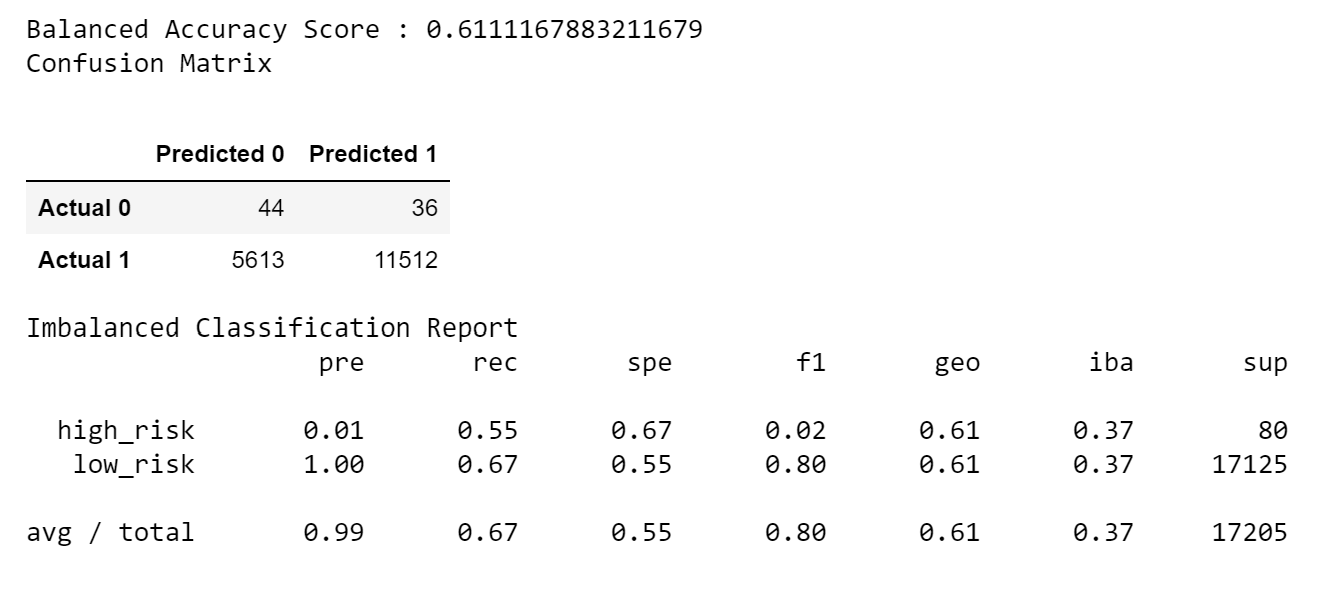 Balanced Accuracy Score : 0.6111167883211679
Confusion Matrix
Predicted 0 Predicted 1
Actual 0 44 36
Actual 1 5613 11512
Imbalanced Classification Report
pre rec spe f1 geo iba sup
high_risk 0.01 0.55 0.67 0.02 0.61 0.37 80
low_risk 1.00 0.67 0.55 0.80 0.61 0.37 17125
avg / total 0.99 0.67 0.55 0.80 0.61 0.37 17205